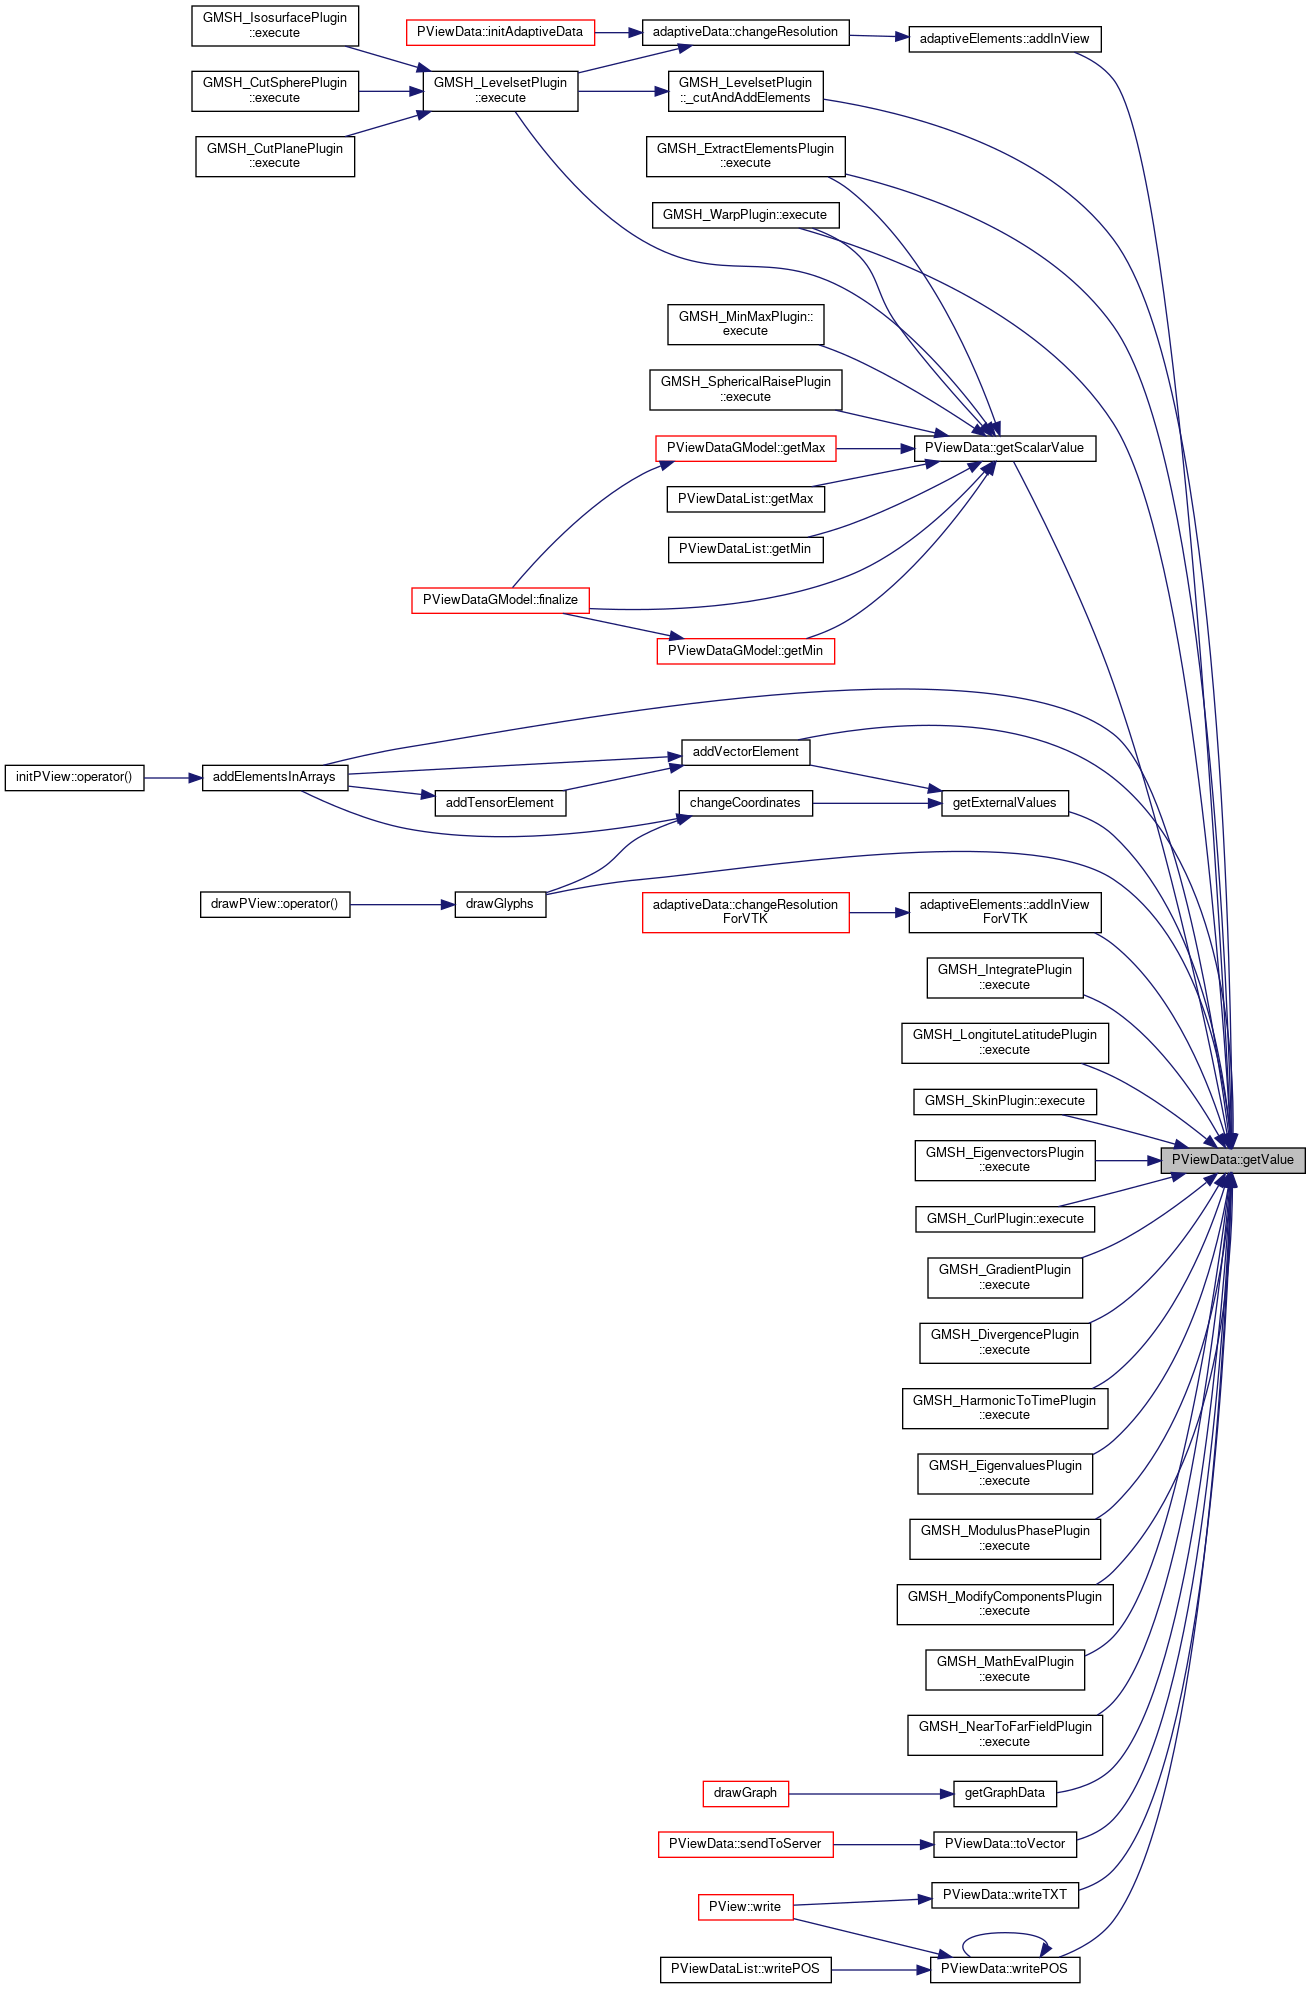 GMSH_IsosurfacePlugin
::execute
PViewData::initAdaptiveData
adaptiveData::changeResolution
adaptiveElements::addInView
GMSH_CutSpherePlugin
::execute
GMSH_LevelsetPlugin
::execute
GMSH_LevelsetPlugin
::_cutAndAddElements
GMSH_CutPlanePlugin
::execute
GMSH_ExtractElementsPlugin
::execute
GMSH_WarpPlugin::execute
GMSH_MinMaxPlugin::
execute
GMSH_SphericalRaisePlugin
::execute
PViewDataGModel::getMax
PViewData::getScalarValue
PViewDataList::getMax
PViewDataList::getMin
PViewDataGModel::finalize
PViewDataGModel::getMin
initPView::operator()
addElementsInArrays
addVectorElement
addTensorElement
changeCoordinates
getExternalValues
drawPView::operator()
drawGlyphs
adaptiveData::changeResolution
ForVTK
adaptiveElements::addInView
ForVTK
GMSH_IntegratePlugin
::execute
GMSH_LongituteLatitudePlugin
::execute
GMSH_SkinPlugin::execute
GMSH_EigenvectorsPlugin
::execute
PViewData::getValue
GMSH_CurlPlugin::execute
GMSH_GradientPlugin
::execute
GMSH_DivergencePlugin
::execute
GMSH_HarmonicToTimePlugin
::execute
GMSH_EigenvaluesPlugin
::execute
GMSH_ModulusPhasePlugin
::execute
GMSH_ModifyComponentsPlugin
::execute
GMSH_MathEvalPlugin
::execute
GMSH_NearToFarFieldPlugin
::execute
drawGraph
getGraphData
PViewData::sendToServer
PViewData::toVector
PView::write
PViewData::writeTXT
PViewDataList::writePOS
PViewData::writePOS